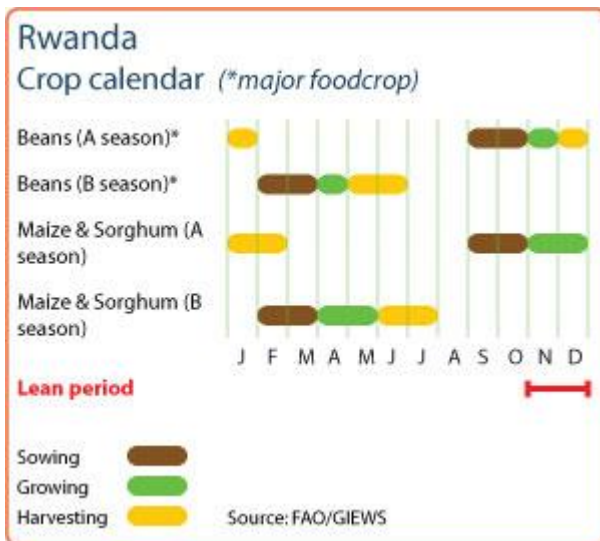 Rwanda
Crop calendar (*major foodcrop)
Beans (A season)*
Beans (B season)*
Maize & Sorghum (A
season)
Maize & Sorghum (B
season)
J F M A M J J A S O N D
Lean period
Sowing
Growing
Harvesting
Source: FAO/GIEWS